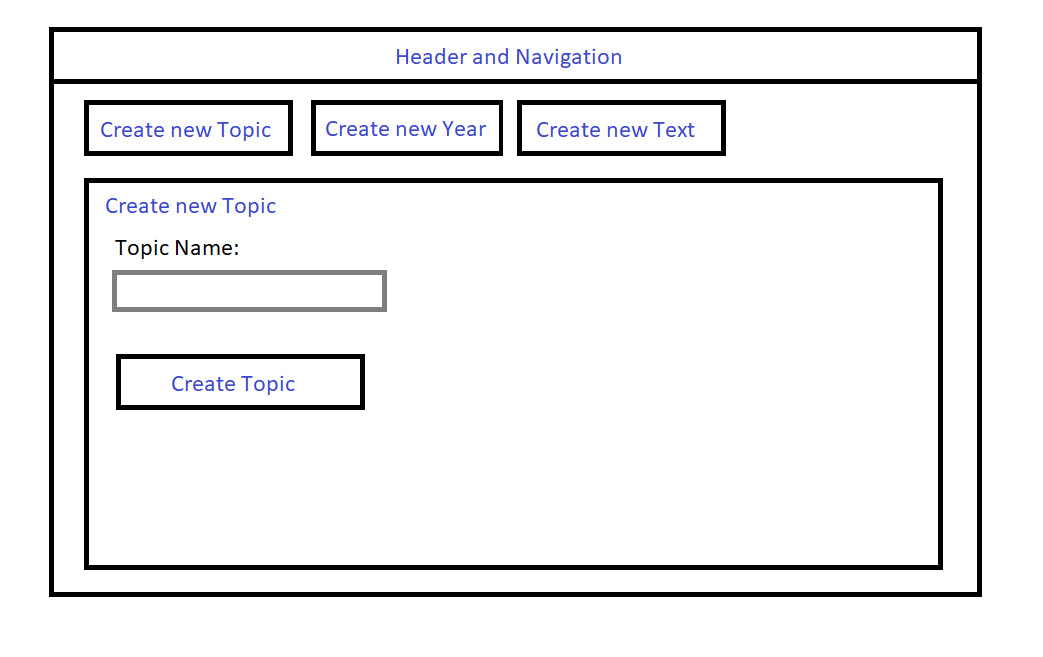 Header and Navigation
Create new Topic
Create new Year
Create new Text
Create new Topic
Topic Name:
Create Topic